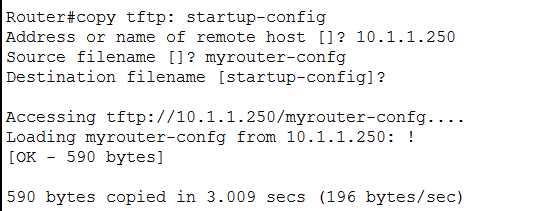 Router#copy tftp: startup-config
Address or name of remote host []? 10.1.1.250
Source filename []? myrouter-confg
Destination filename [startup-config]?
Accessing tftp://10.1.1.250/myrouter-confg....
Loading myrouter-confg from 10.1.1.250: !
[OK - 590 bytes]
590 bytes copied in 3.009 secs (196 bytes/sec)